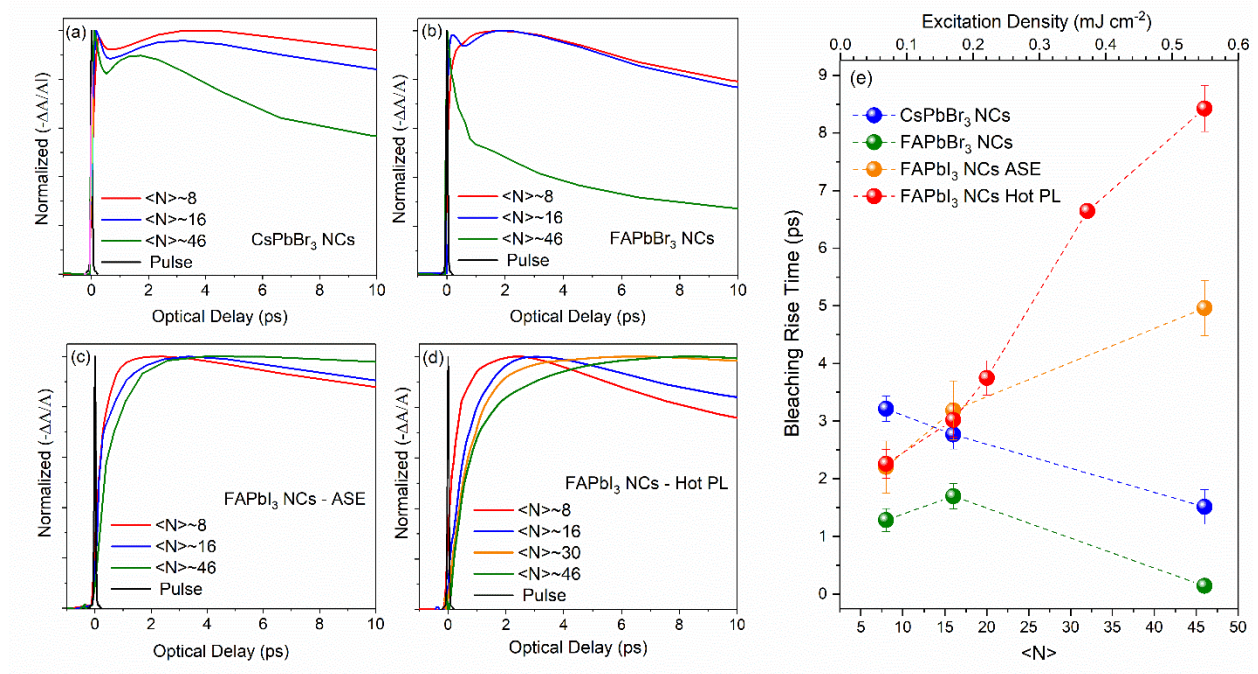 (a)
Normalized (-ΔA/A)
<N>~8
<N>~16
<N>~46
Pulse
CsPbBr₃ NCs
0 2 4 6 8 10
Optical Delay (ps)
(b)
Normalized (-ΔA/A)
<N>~8
<N>~16
<N>~46
Pulse
FAPbBr₃ NCs
0 2 4 6 8 10
Optical Delay (ps)
(c)
Normalized (-ΔA/A)
FAPbI₃ NCs - ASE
<N>~8
<N>~16
<N>~46
Pulse
0 2 4 6 8 10
Optical Delay (ps)
(d)
Normalized (-ΔA/A)
FAPbI₃ NCs - Hot PL
<N>~8
<N>~16
<N>~30
<N>~46
Pulse
0 2 4 6 8 10
Optical Delay (ps)
Excitation Density (mJ cm⁻²)
0.0 0.1 0.2 0.3 0.4 0.5 0.6
(e)
CsPbBr₃ NCs
FAPbBr₃ NCs
FAPbI₃ NCs ASE
FAPbI₃ NCs Hot PL
Bleaching Rise Time (ps)
9
8
7
6
5
4
3
2
1
0
5 10 15 20 25 30 35 40 45 50
<N>